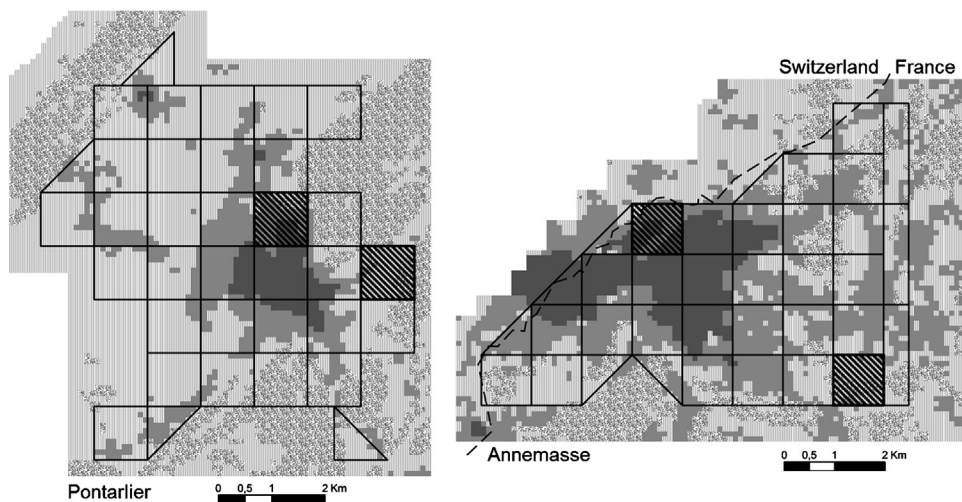 Switzerland France
Annemasse
0 0,5 1 2 Km
Pontarlier
0 0,5 1 2 Km